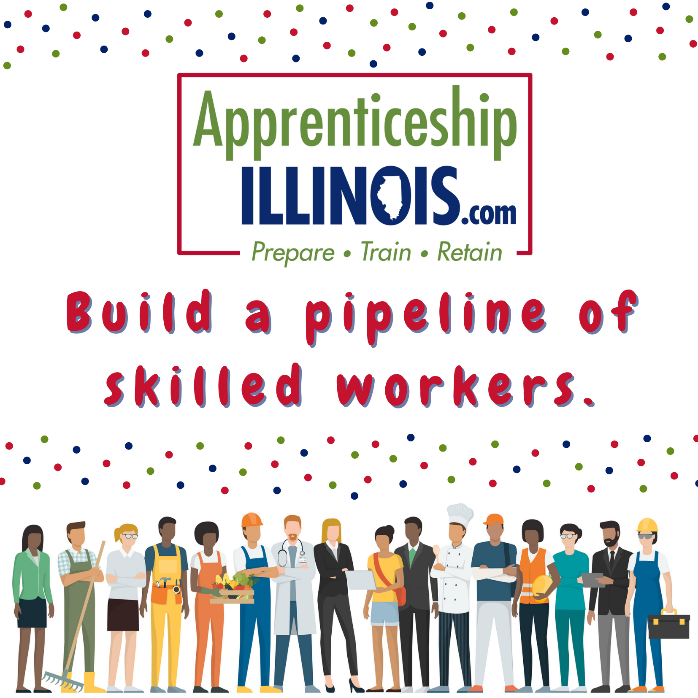 Apprenticeship
ILLINOIS.com
Prepare • Train • Retain
Build a pipeline of
skilled workers.